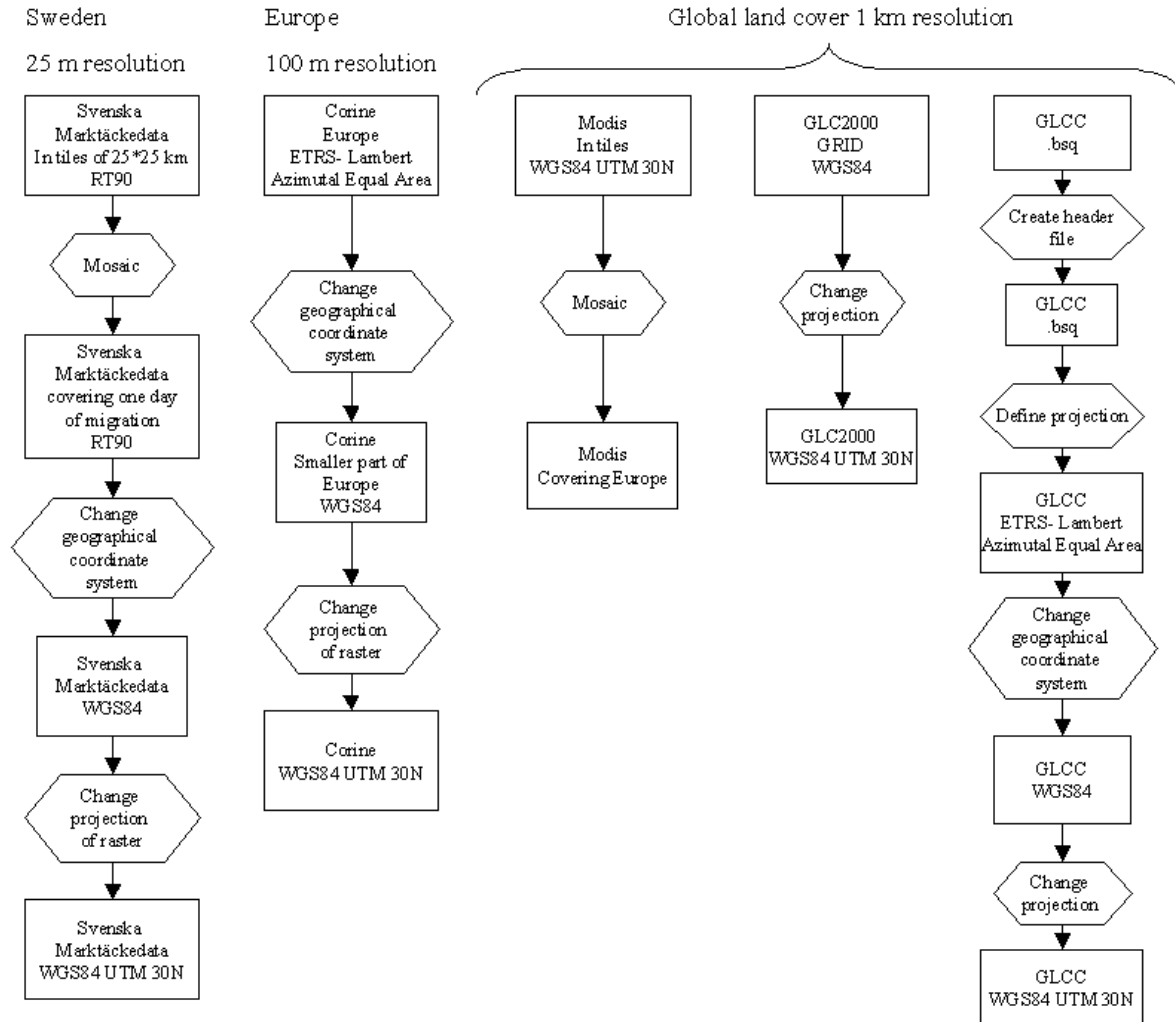 Sweden
25 m resolution
Svenska
Marktäckedata
In tiles of 25*25 km
RT90
Mosaic
Svenska
Marktäckedata
covering one day
of migration
RT90
Change
geographical
coordinate
system
Svenska
Marktäckedata
WGS84
Change
projection
of raster
Svenska
Marktäckedata
WGS84 UTM 30N
Europe
100 m resolution
Corine
Europe
ETRS- Lambert
Azimutal Equal Area
Change
geographical
coordinate
system
Corine
Smaller part of
Europe
WGS84
Change
projection
of raster
Corine
WGS84 UTM 30N
Global land cover 1 km resolution
Modis
In tiles
WGS84 UTM 30N
Mosaic
Modis
Covering Europe
GLC2000
GRID
WGS84
Change
projection
GLC2000
WGS84 UTM 30N
GLCC
.bsq
Create header
file
GLCC
.bsq
Define projection
GLCC
ETRS- Lambert
Azimutal Equal Area
Change
geographical
coordinate
system
GLCC
WGS84
Change
projection
GLCC
WGS84 UTM 30N